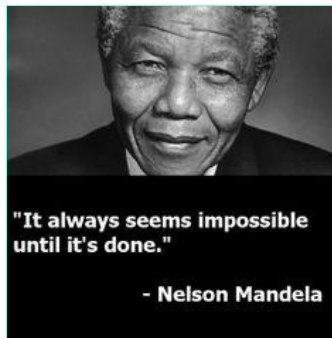 "It always seems impossible
until it's done."
- Nelson Mandela